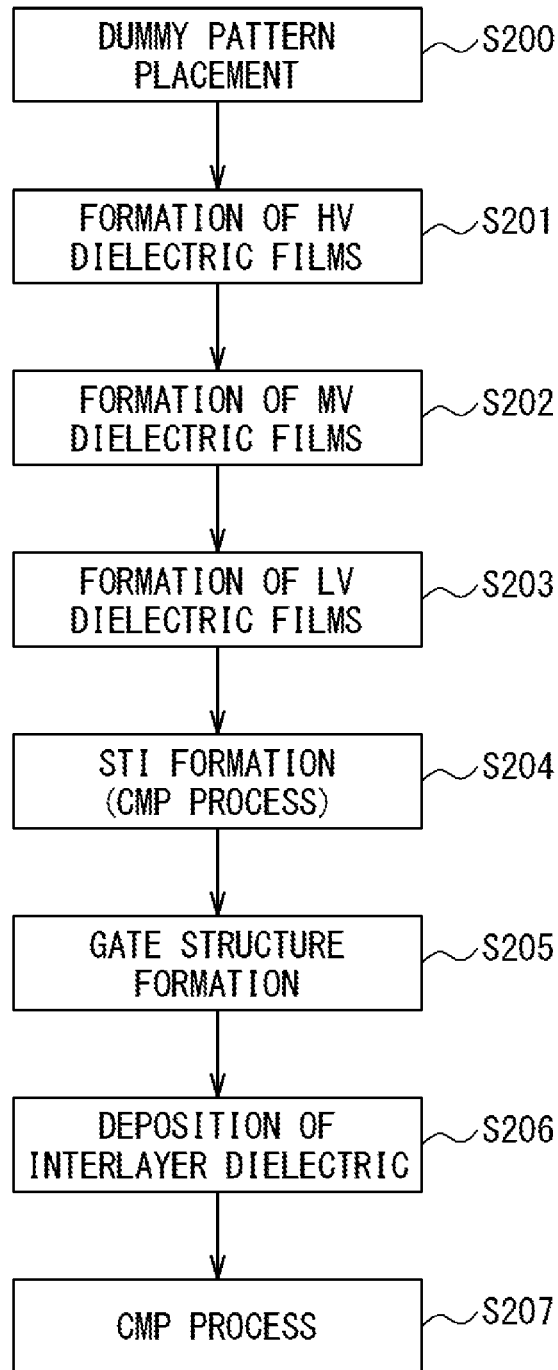 DUMMY PATTERN
PLACEMENT
S200
FORMATION OF HV
DIELECTRIC FILMS
S201
FORMATION OF MV
DIELECTRIC FILMS
S202
FORMATION OF LV
DIELECTRIC FILMS
S203
STI FORMATION
(CMP PROCESS)
S204
GATE STRUCTURE
FORMATION
S205
DEPOSITION OF
INTERLAYER DIELECTRIC
S206
CMP PROCESS
S207